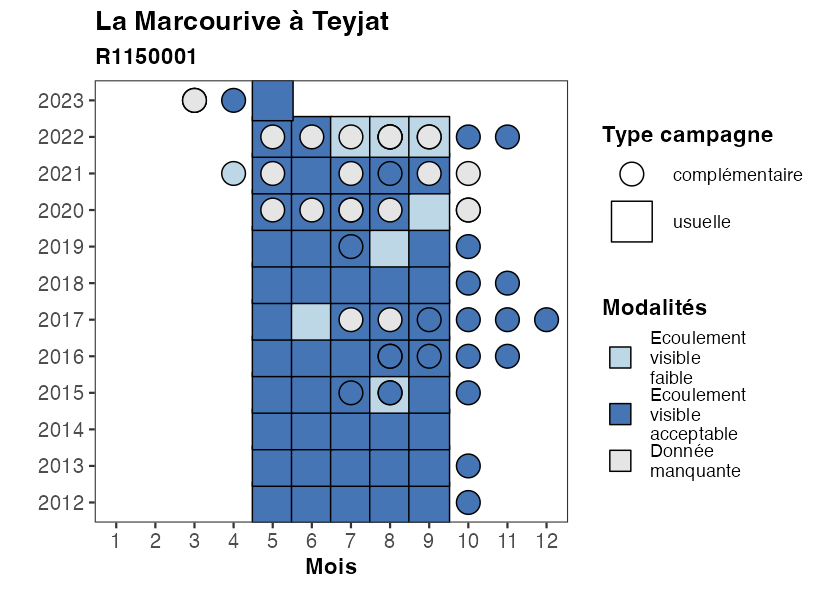 La Marcourive à Teyjat
R1150001
2023
2022
2021
2020
2019
2018
2017
2016
2015
2014
2013
2012
1 2 3 4 5 6 7 8 9 10 11 12
Mois
Type campagne
complémentaire
usuelle
Modalités
Ecoulement
visible
faible
Ecoulement
visible
acceptable
Donnée
manquante